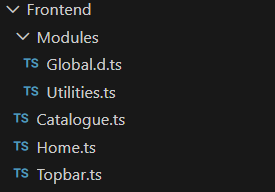 Frontend
Modules
TS Global.d.ts
TS Utilities.ts
TS Catalogue.ts
TS Home.ts
TS Topbar.ts